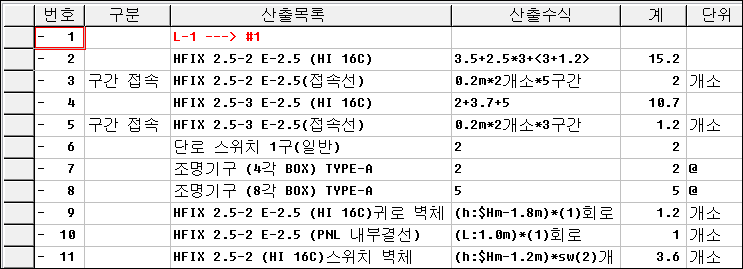 번호 구분 산출목록 산출수식 계 단위
- 1 L-1 ---> #1
- 2 HFIX 2.5-2 E-2.5 (HI 16C) 3.5+2.5*3+<3+1.2> 15.2
- 3 구간 접속 HFIX 2.5-2 E-2.5(접속선) 0.2m*2개소*5구간 2 개소
- 4 HFIX 2.5-3 E-2.5 (HI 16C) 2+3.7+5 10.7
- 5 구간 접속 HFIX 2.5-3 E-2.5(접속선) 0.2m*2개소*3구간 1.2 개소
- 6 단로 스위치 1구(일반) 2 2
- 7 조명기구 (4각 BOX) TYPE-A 2 2 @
- 8 조명기구 (8각 BOX) TYPE-A 5 5 @
- 9 HFIX 2.5-2 E-2.5 (HI 16C)귀로 벽체 (h:$Hm-1.8m)*(1)회로 1.2 개소
- 10 HFIX 2.5-2 E-2.5 (PNL 내부결선) (L:1.0m)*(1)회로 1 개소
- 11 HFIX 2.5-2 (HI 16C)스위치 벽체 (h:$Hm-1.2m)*sw(2)개 3.6 개소